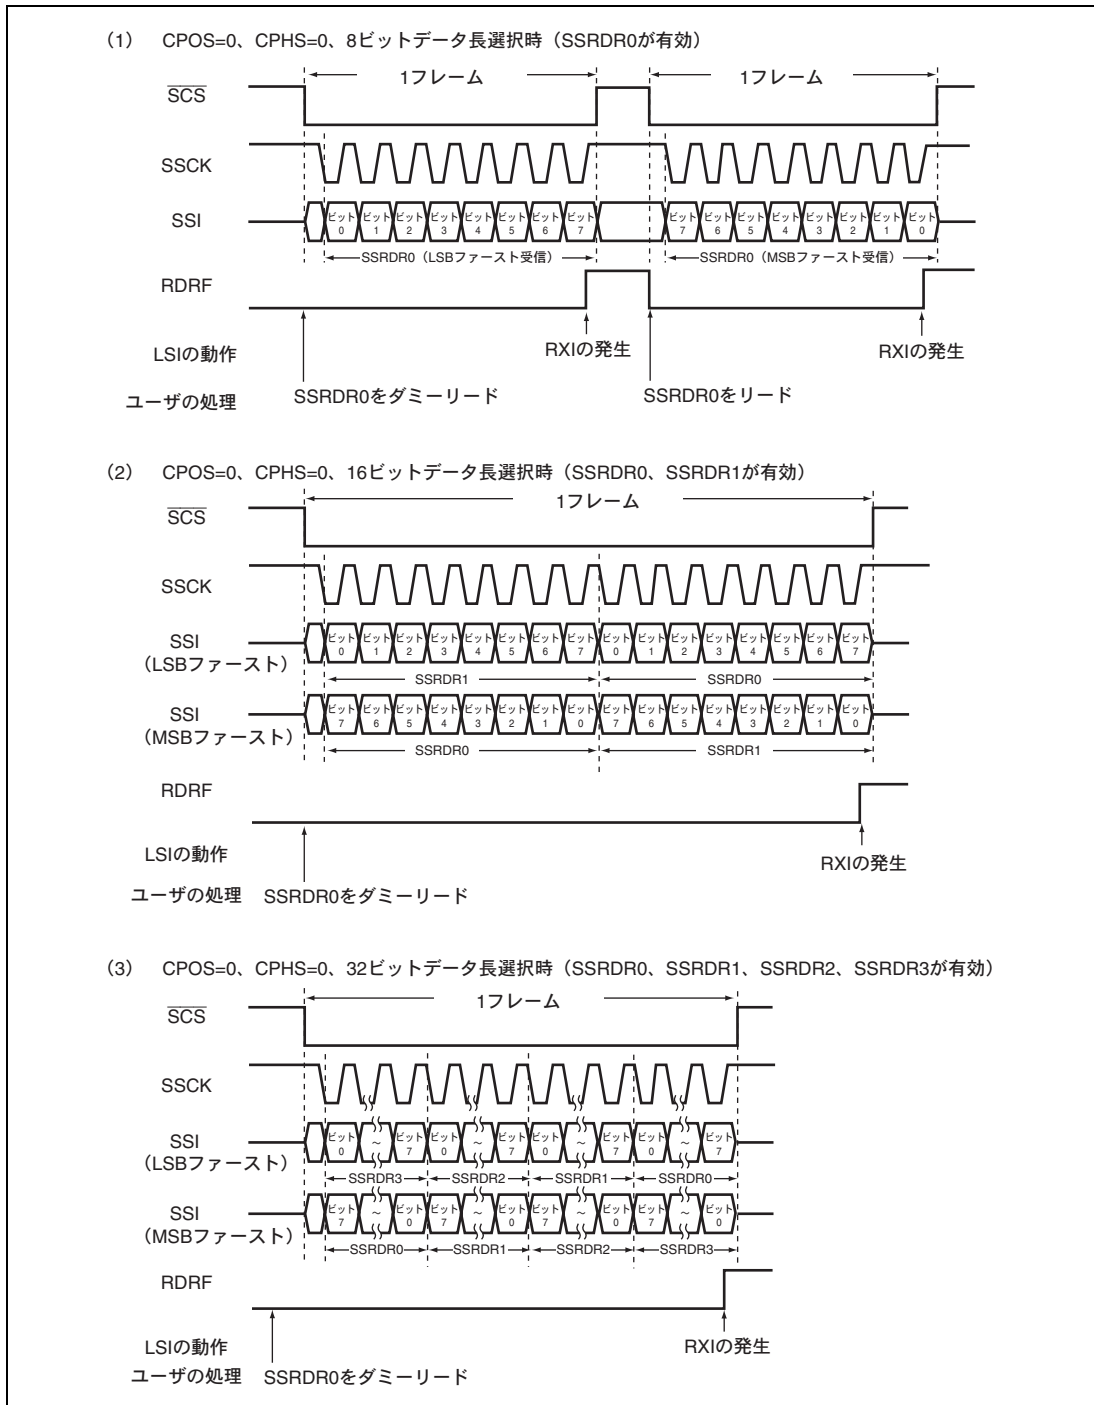 (1) CPOS=0、CPHS=0、8ビットデータ長選択時（SSRDR0が有効）
1フレーム 1フレーム
SCS
SSCK
SSI ビット0 ビット1 ビット2 ビット3 ビット4 ビット5 ビット6 ビット7 ビット7 ビット6 ビット5 ビット4 ビット3 ビット2 ビット1 ビット0
SSRDR0（LSBファースト受信） SSRDR0（MSBファースト受信）
RDRF
LSIの動作 RXIの発生 RXIの発生
ユーザの処理 SSRDR0をダミーリード SSRDR0をリード
(2) CPOS=0、CPHS=0、16ビットデータ長選択時（SSRDR0、SSRDR1が有効）
1フレーム
SCS
SSCK
SSI
（LSBファースト） ビット0 ビット1 ビット2 ビット3 ビット4 ビット5 ビット6 ビット7 ビット0 ビット1 ビット2 ビット3 ビット4 ビット5 ビット6 ビット7
SSRDR1 SSRDR0
SSI
（MSBファースト） ビット7 ビット6 ビット5 ビット4 ビット3 ビット2 ビット1 ビット0 ビット7 ビット6 ビット5 ビット4 ビット3 ビット2 ビット1 ビット0
SSRDR0 SSRDR1
RDRF
LSIの動作 RXIの発生
ユーザの処理 SSRDR0をダミーリード
(3) CPOS=0、CPHS=0、32ビットデータ長選択時（SSRDR0、SSRDR1、SSRDR2、SSRDR3が有効）
1フレーム
SCS
SSCK
SSI
（LSBファースト） ビット0 ～ ビット7 ビット0 ～ ビット7 ビット0 ～ ビット7 ビット0 ～ ビット7
SSRDR3 SSRDR2 SSRDR1 SSRDR0
SSI
（MSBファースト） ビット7 ～ ビット0 ビット7 ～ ビット0 ビット7 ～ ビット0 ビット7 ～ ビット0
SSRDR0 SSRDR1 SSRDR2 SSRDR3
RDRF
LSIの動作 RXIの発生
ユーザの処理 SSRDR0をダミーリード